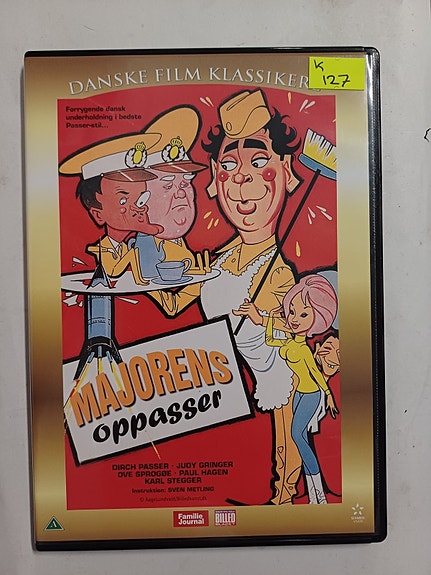 DANSKE FILM KLASSIKER
K
127
Forrygende dansk
underholdning i bedste
Passer-stil...
MAJORENS
oppasser
DIRCH PASSER · JUDY GRINGER
OVE SPROGØE · PAUL HAGEN
KARL STEGGER
Instruktion: SVEN METHLING
Familie
Journal
BILLED